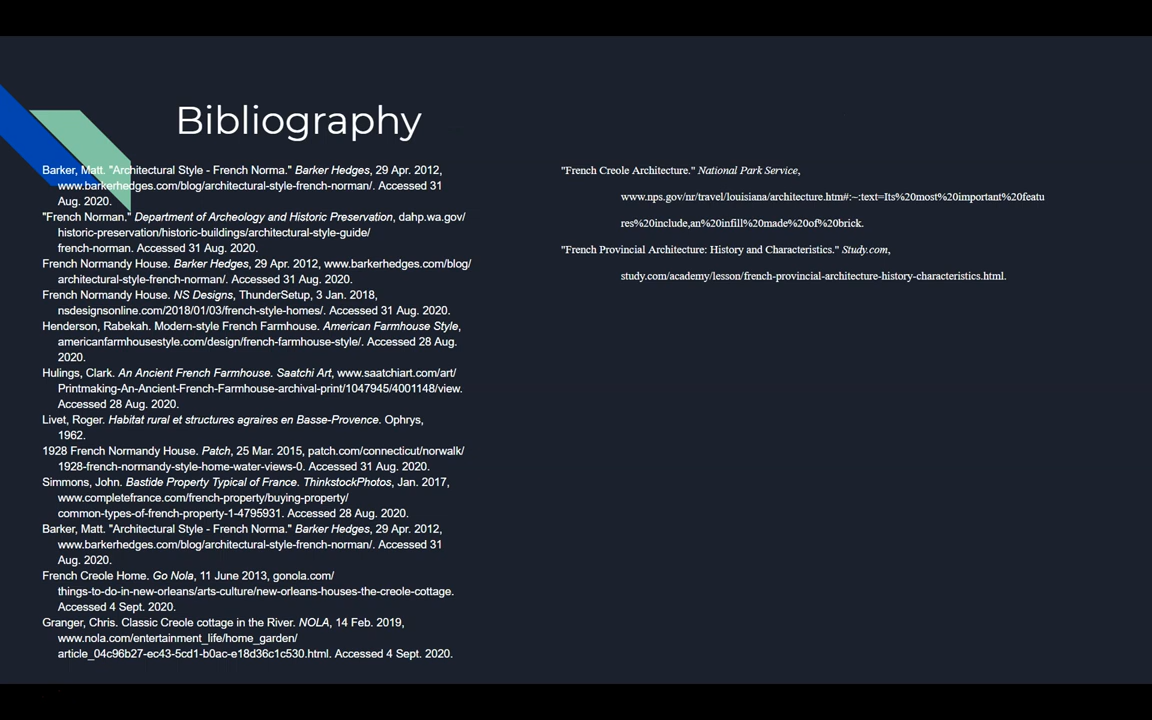 Bibliography
Barker, Matt. "Architectural Style - French Norma." Barker Hedges, 29 Apr. 2012,
www.barkerhedges.com/blog/architectural-style-french-norman/. Accessed 31
Aug. 2020.
"French Norman." Department of Archeology and Historic Preservation, dahp.wa.gov/
historic-preservation/historic-buildings/architectural-style-guide/
french-norman. Accessed 31 Aug. 2020.
French Normandy House. Barker Hedges, 29 Apr. 2012, www.barkerhedges.com/blog/
architectural-style-french-norman/. Accessed 31 Aug. 2020.
French Normandy House. NS Designs, ThunderSetup, 3 Jan. 2018,
nsdesignsonline.com/2018/01/03/french-style-homes/. Accessed 31 Aug. 2020.
Henderson, Rabekah. Modern-style French Farmhouse. American Farmhouse Style,
americanfarmhousestyle.com/design/french-farmhouse-style/. Accessed 28 Aug.
2020.
Hulings, Clark. An Ancient French Farmhouse. Saatchi Art, www.saatchiart.com/art/
Printmaking-An-Ancient-French-Farmhouse-archival-print/1047945/4001148/view.
Accessed 28 Aug. 2020.
Livet, Roger. Habitat rural et structures agraires en Basse-Provence. Ophrys,
1962.
1928 French Normandy House. Patch, 25 Mar. 2015, patch.com/connecticut/norwalk/
1928-french-normandy-style-home-water-views-0. Accessed 31 Aug. 2020.
Simmons, John. Bastide Property Typical of France. ThinkstockPhotos, Jan. 2017,
www.completefrance.com/french-property/buying-property/
common-types-of-french-property-1-4795931. Accessed 28 Aug. 2020.
Barker, Matt. "Architectural Style - French Norma." Barker Hedges, 29 Apr. 2012,
www.barkerhedges.com/blog/architectural-style-french-norman/. Accessed 31
Aug. 2020.
French Creole Home. Go Nola, 11 June 2013, gonola.com/
things-to-do-in-new-orleans/arts-culture/new-orleans-houses-the-creole-cottage.
Accessed 4 Sept. 2020.
Granger, Chris. Classic Creole cottage in the River. NOLA, 14 Feb. 2019,
www.nola.com/entertainment_life/home_garden/
article_04c96b27-ec43-5cd1-b0ac-e18d36c1c530.html. Accessed 4 Sept. 2020.
"French Creole Architecture." National Park Service,
www.nps.gov/nr/travel/louisiana/architecture.htm#:~:text=Its%20most%20important%20featu
res%20include,an%20infill%20made%20of%20brick.
"French Provincial Architecture: History and Characteristics." Study.com,
study.com/academy/lesson/french-provincial-architecture-history-characteristics.html.